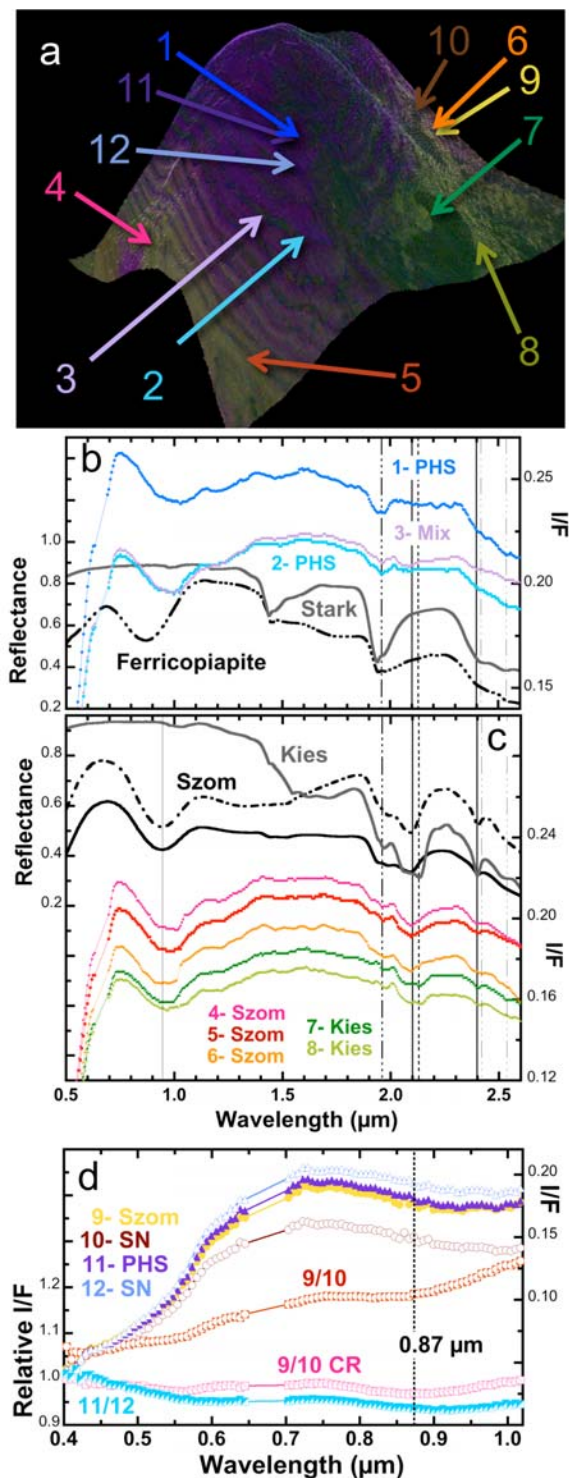 a
1
11
12
4
3
2
5
10
6
9
7
8
b
1- PHS
3- Mix
2- PHS
Stark
Ferricopiapite
Reflectance
1.0
0.8
0.6
0.4
0.2
I/F
0.25
0.20
0.15
c
Kies
Szom
Reflectance
0.8
0.6
0.4
0.2
I/F
0.24
0.20
0.16
0.12
4- Szom
5- Szom
6- Szom
7- Kies
8- Kies
0.5 1.0 1.5 2.0 2.5
Wavelength (µm)
d
9- Szom
10- SN
11- PHS
12- SN
9/10
0.87 µm
9/10 CR
11/12
Relative I/F
1.2
1.1
1.0
0.9
I/F
0.20
0.15
0.10
0.4 0.5 0.6 0.7 0.8 0.9 1.0
Wavelength (µm)